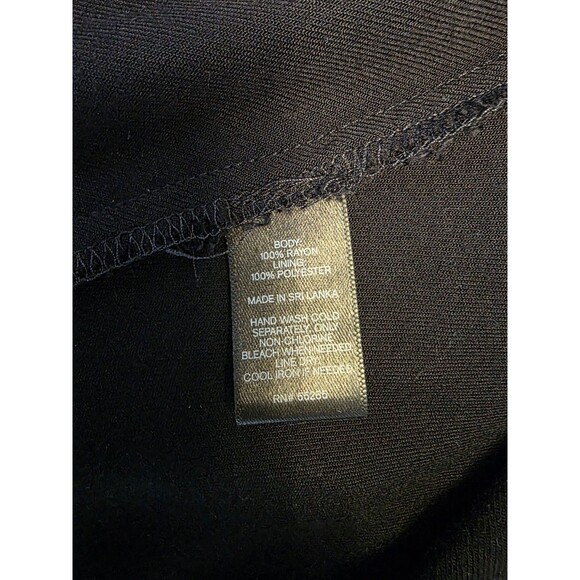 BODY:
100% RAYON
LINING:
100% POLYESTER
MADE IN SRI LANKA
HAND WASH COLD
SEPARATELY, ONLY
NON-CHLORINE
BLEACH WHEN NEEDED
LINE DRY,
COOL IRON IF NEEDED
RN#